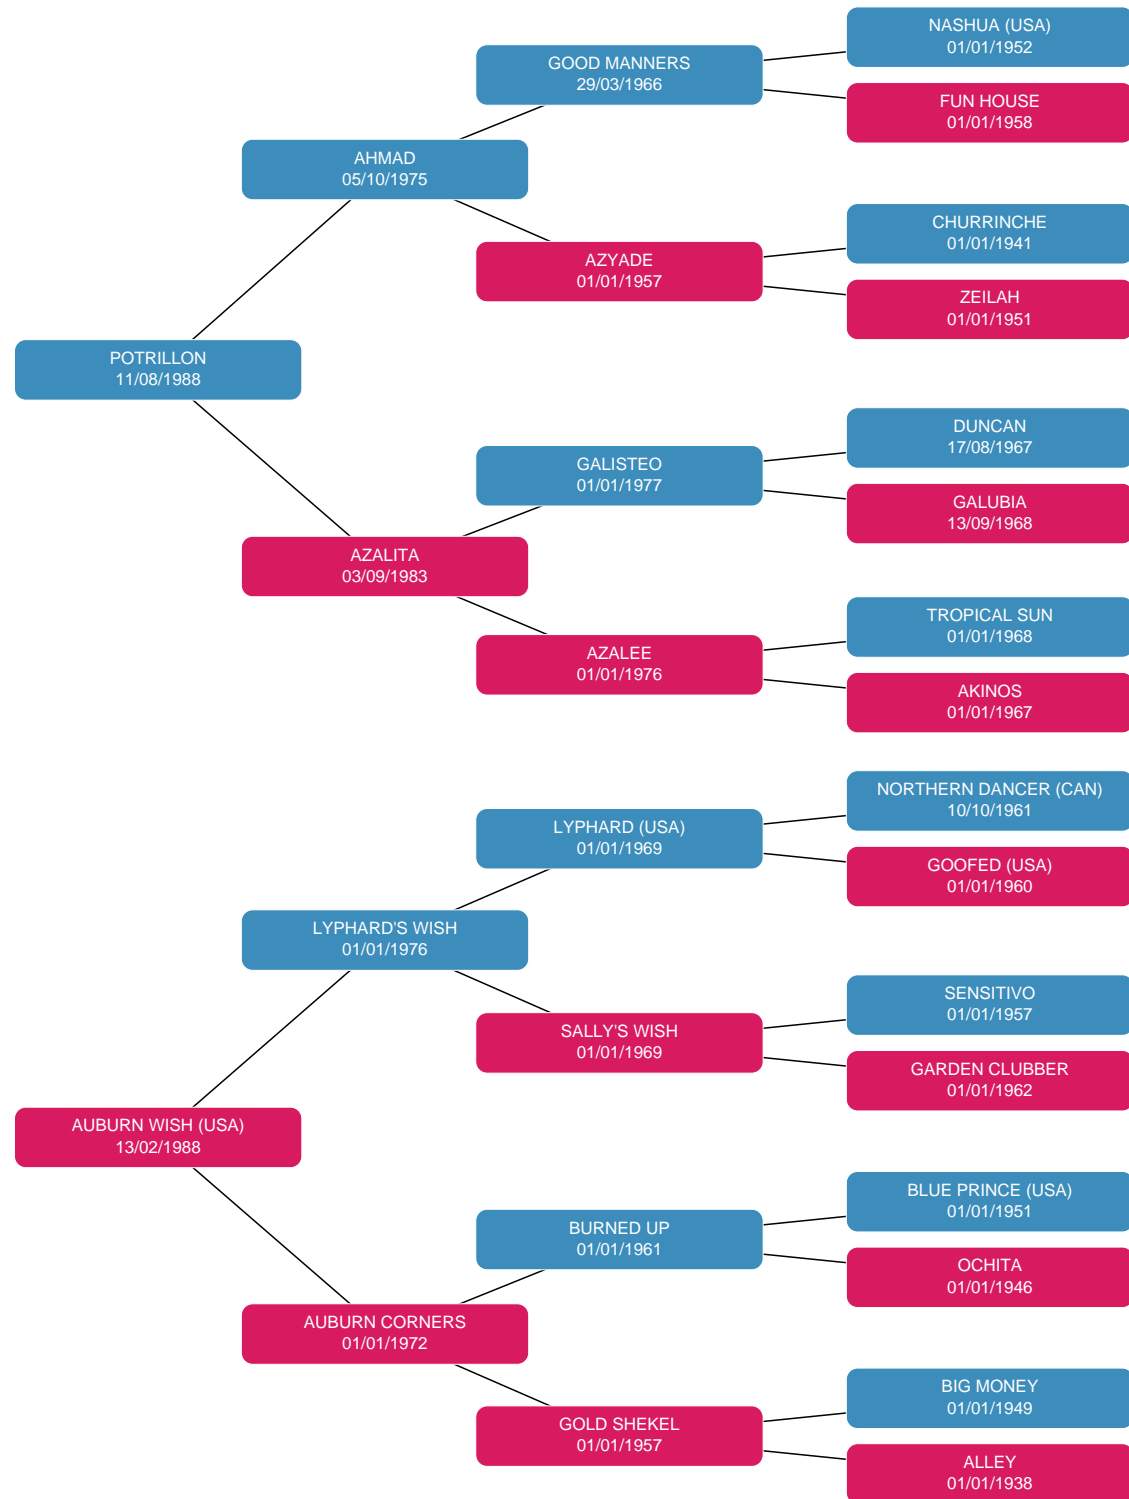 NASHUA (USA)
01/01/1952
GOOD MANNERS
29/03/1966
FUN HOUSE
01/01/1958
AHMAD
05/10/1975
CHURRINCHE
01/01/1941
AZYADE
01/01/1957
ZEILAH
01/01/1951
POTRILLON
11/08/1988
DUNCAN
17/08/1967
GALISTEO
01/01/1977
GALUBIA
13/09/1968
AZALITA
03/09/1983
TROPICAL SUN
01/01/1968
AZALEE
01/01/1976
AKINOS
01/01/1967
NORTHERN DANCER (CAN)
10/10/1961
LYPHARD (USA)
01/01/1969
GOOFED (USA)
01/01/1960
LYPHARD'S WISH
01/01/1976
SENSITIVO
01/01/1957
SALLY'S WISH
01/01/1969
GARDEN CLUBBER
01/01/1962
AUBURN WISH (USA)
13/02/1988
BLUE PRINCE (USA)
01/01/1951
BURNED UP
01/01/1961
OCHITA
01/01/1946
AUBURN CORNERS
01/01/1972
BIG MONEY
01/01/1949
GOLD SHEKEL
01/01/1957
ALLEY
01/01/1938